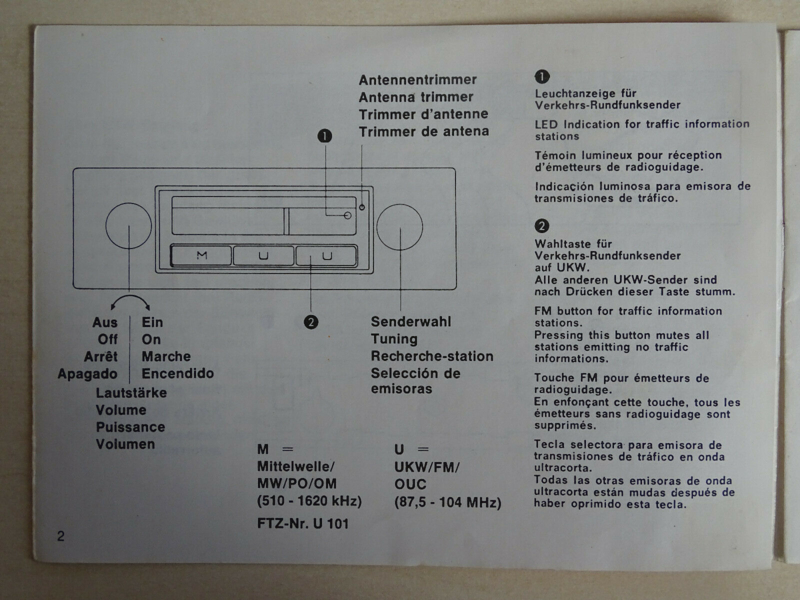 Antennentrimmer
Antenna trimmer
Trimmer d'antenne
Trimmer de antena
1
M U U
2
Aus Ein
Off On
Arrêt Marche
Apagado Encendido
Lautstärke
Volume
Puissance
Volumen
Senderwahl
Tuning
Recherche-station
Selección de
emisoras
M =
Mittelwelle/
MW/PO/OM
(510 - 1620 kHz)
FTZ-Nr. U 101
U =
UKW/FM/
OUC
(87,5 - 104 MHz)
1
Leuchtanzeige für
Verkehrs-Rundfunksender
LED Indication for traffic information
stations
Témoin lumineux pour réception
d'émetteurs de radioguidage.
Indicación luminosa para emisora de
transmisiones de tráfico.
2
Wahltaste für
Verkehrs-Rundfunksender
auf UKW.
Alle anderen UKW-Sender sind
nach Drücken dieser Taste stumm.
FM button for traffic information
stations.
Pressing this button mutes all
stations emitting no traffic
informations.
Touche FM pour émetteurs de
radioguidage.
En enfonçant cette touche, tous les
émetteurs sans radioguidage sont
supprimés.
Tecla selectora para emisora de
transmisiones de tráfico en onda
ultracorta.
Todas las otras emisoras de onda
ultracorta están mudas después de
haber oprimido esta tecla.
2